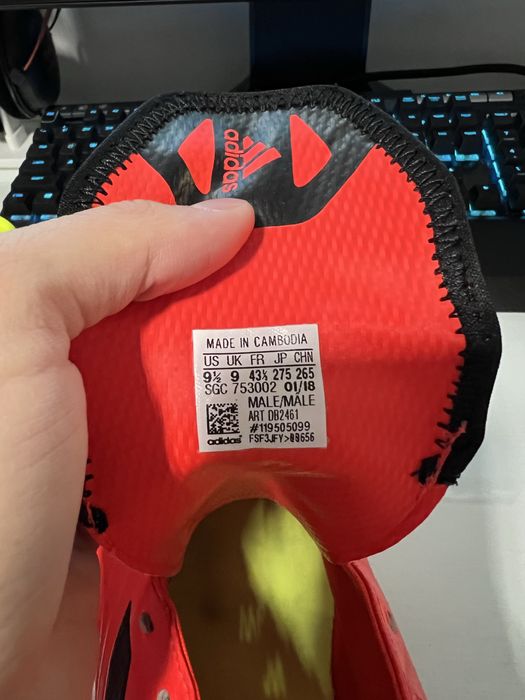 adidas
MADE IN CAMBODIA
US UK FR JP CHN
9½ 9 43⅓ 275 265
SGC 753002 01/18
MALE/MALE
ART DB2461
#119505099
adidas FSF3JFY>00656